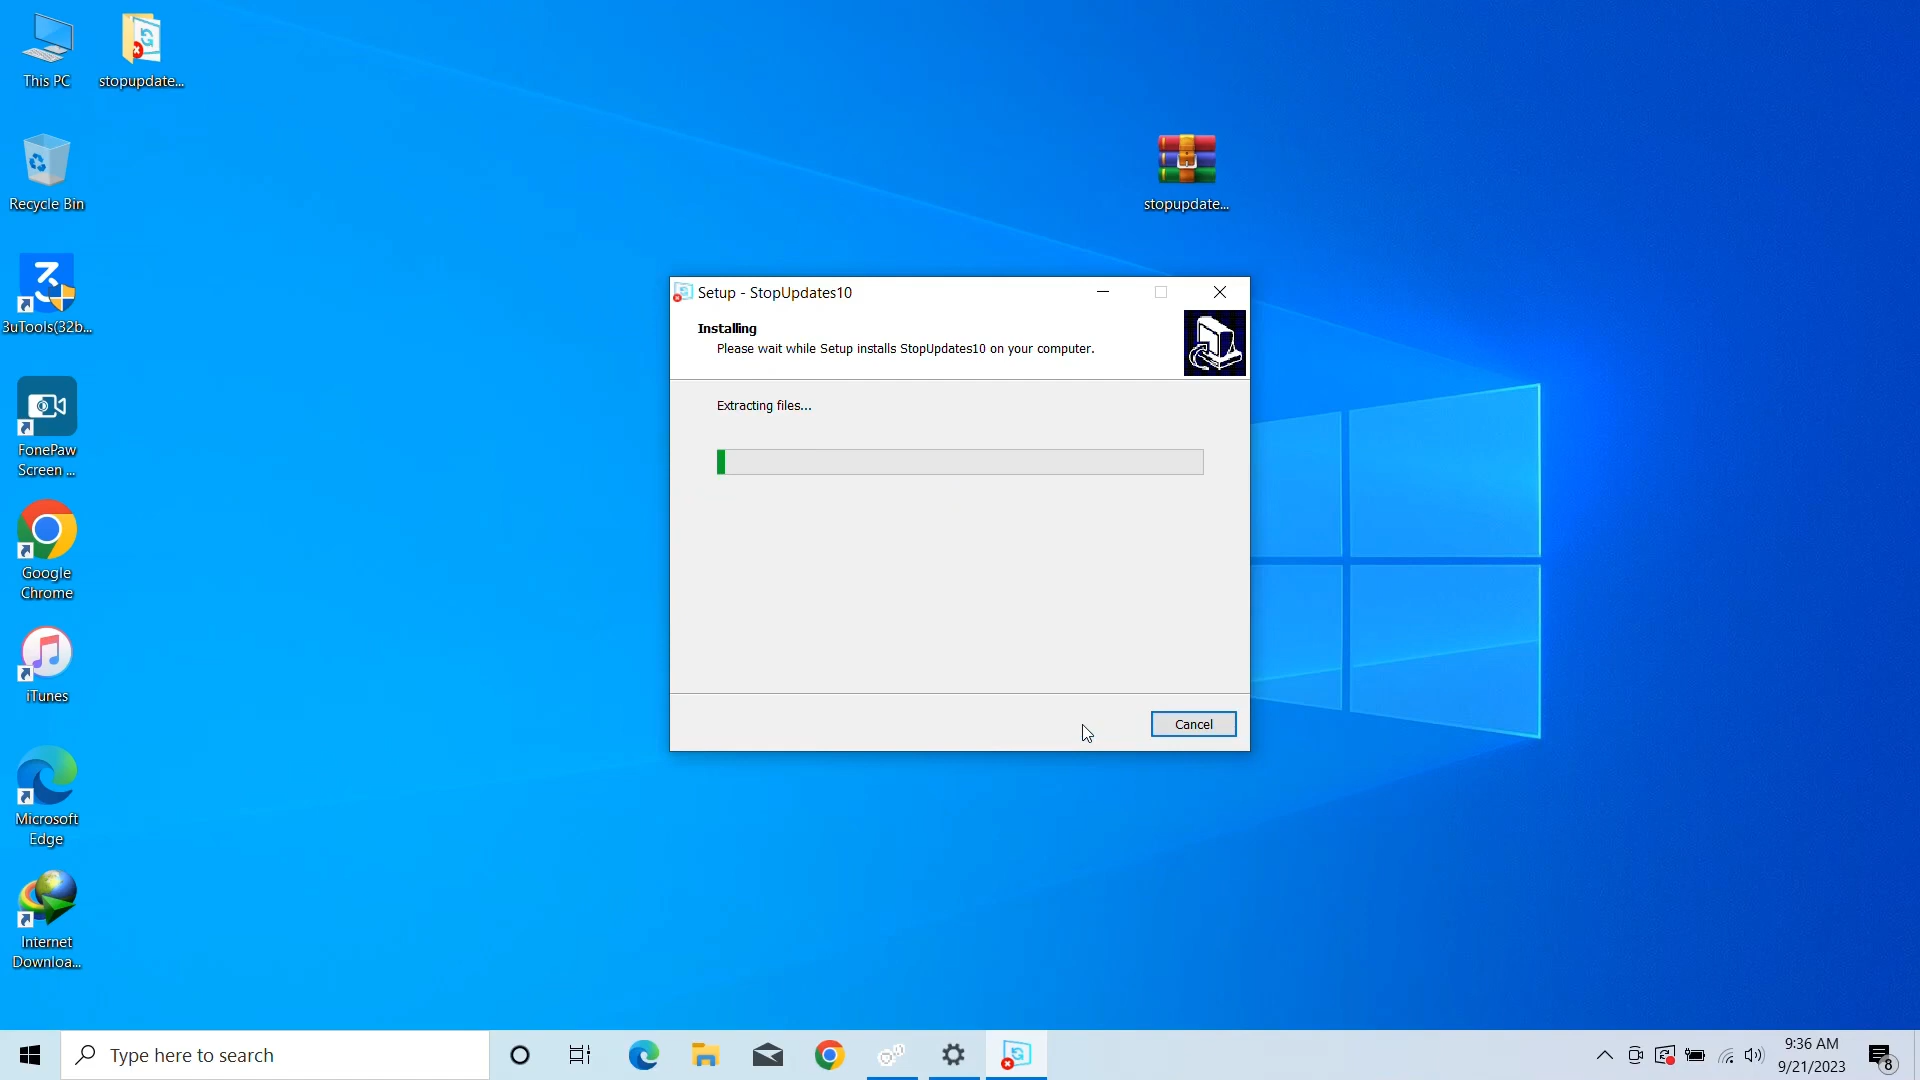 This PC
stopupdate...
Recycle Bin
3uTools(32b...
FonePaw
Screen ...
Google
Chrome
iTunes
Microsoft
Edge
Internet
Downloa...
stopupdate...
Setup - StopUpdates10
Installing
Please wait while Setup installs StopUpdates10 on your computer.
Extracting files...
Cancel
Type here to search
9:36 AM
9/21/2023
8